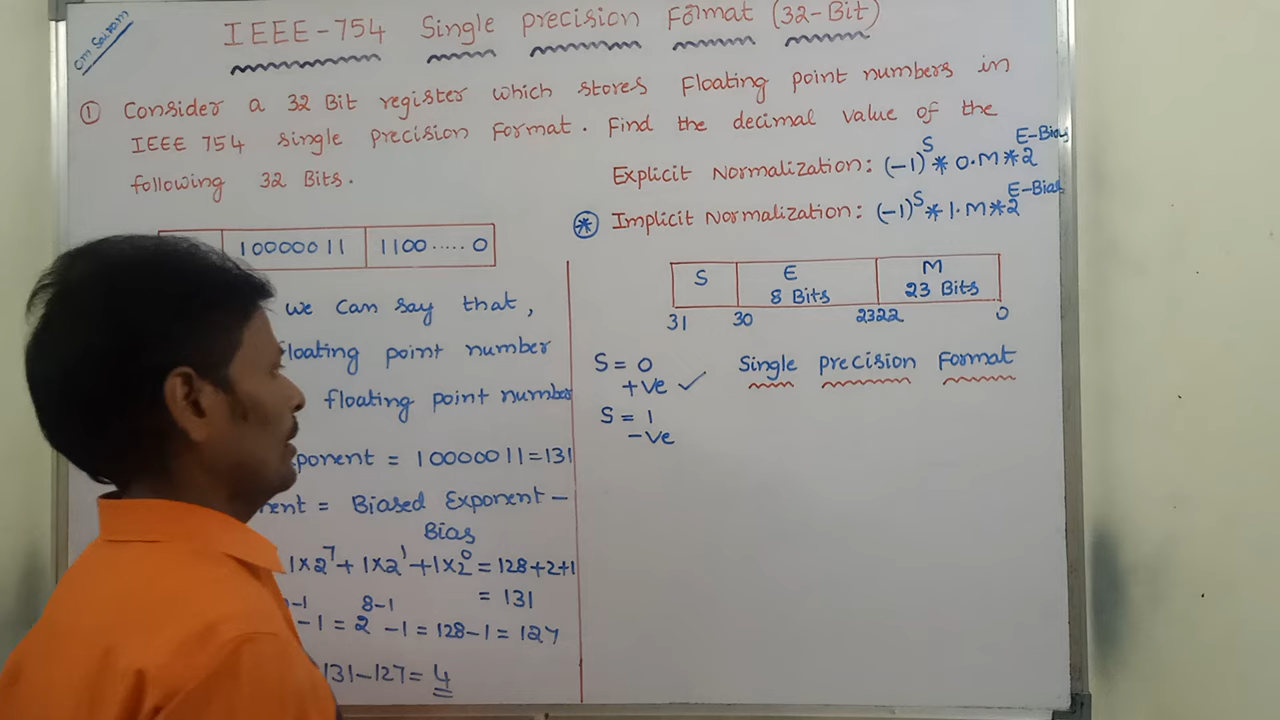 Om Sairam
IEEE-754 Single precision Format (32-Bit)
① Consider a 32 Bit register which stores Floating point numbers in
IEEE 754 single precision Format. Find the decimal value of the
following 32 Bits.
10000011 1100.....0
we can say that,
floating point number
floating point number
ponent = 10000011=131
nent = Biased Exponent-
Bias
1×2^7+1×2^1+1×2^0=128+2+1
= 131
-1 8-1
-1=2 -1=128-1=127
131-127=4
Explicit Normalization: (-1)^S * 0.M * 2^E-Bias
* Implicit Normalization: (-1)^S * 1.M * 2^E-Bias
S E M
8 Bits 23 Bits
31 30 23 22 0
S = 0 Single precision Format
+ve ✓
S = 1
-ve